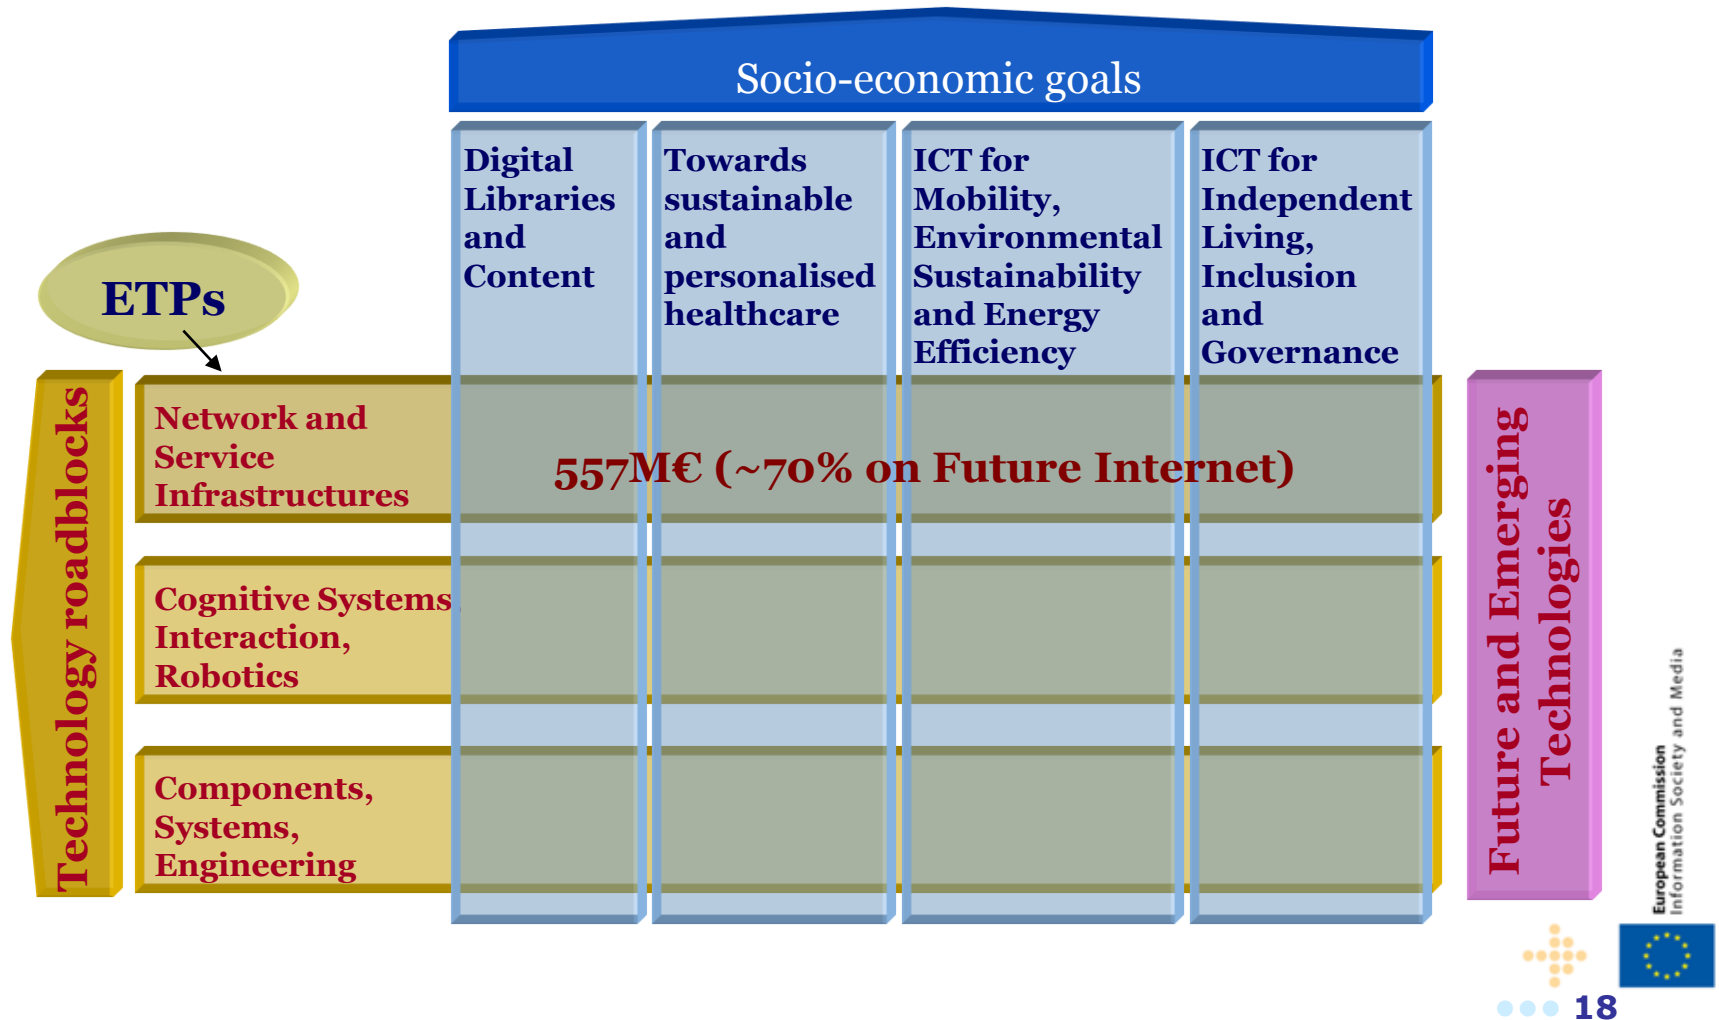 Socio-economic goals
Digital
Libraries
and
Content
Towards
sustainable
and
personalised
healthcare
ICT for
Mobility,
Environmental
Sustainability
and Energy
Efficiency
ICT for
Independent
Living,
Inclusion
and
Governance
ETPs
Technology roadblocks
Network and
Service
Infrastructures
557M€ (~70% on Future Internet)
Cognitive Systems,
Interaction,
Robotics
Components,
Systems,
Engineering
Future and Emerging
Technologies
European Commission
Information Society and Media
18